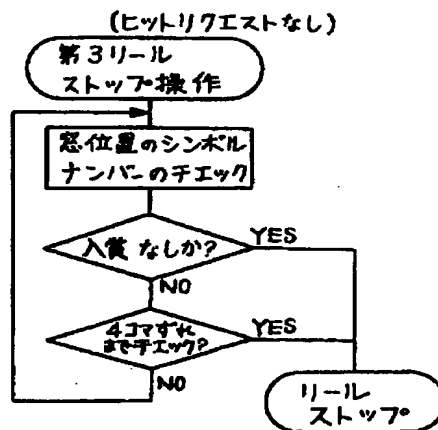 (ヒットリクエストなし)
第3リール
ストップ操作
窓位置のシンボル
ナンバーのチェック
入賞なしか?
YES
NO
4コマずれ
までチェック?
YES
NO
リール
ストップ